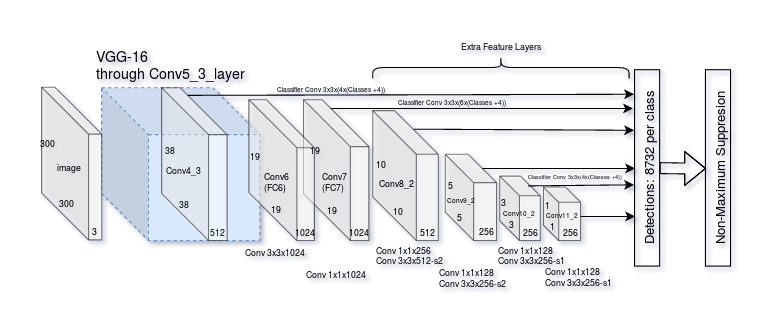 Extra Feature Layers
VGG-16
through Conv5_3_layer
Classifier Conv 3x3x(4x(Classes +4))
Classifier Conv 3x3x(6x(Classes +4))
300
image
300
3
38
Conv4_3
38
512
19
Conv6
(FC6)
19
1024
19
Conv7
(FC7)
19
1024
10
Conv8_2
10
512
5
Conv9_2
5
256
Classifier Conv 3x3x(4x(Classes +4))
3
Conv10_2
3
256
1
Conv11_2
1
256
Detections: 8732 per class
Non-Maximum Suppresion
Conv 3x3x1024
Conv 1x1x1024
Conv 1x1x256
Conv 3x3x512-s2
Conv 1x1x128
Conv 3x3x256-s2
Conv 1x1x128
Conv 3x3x256-s1
Conv 1x1x128
Conv 3x3x256-s1